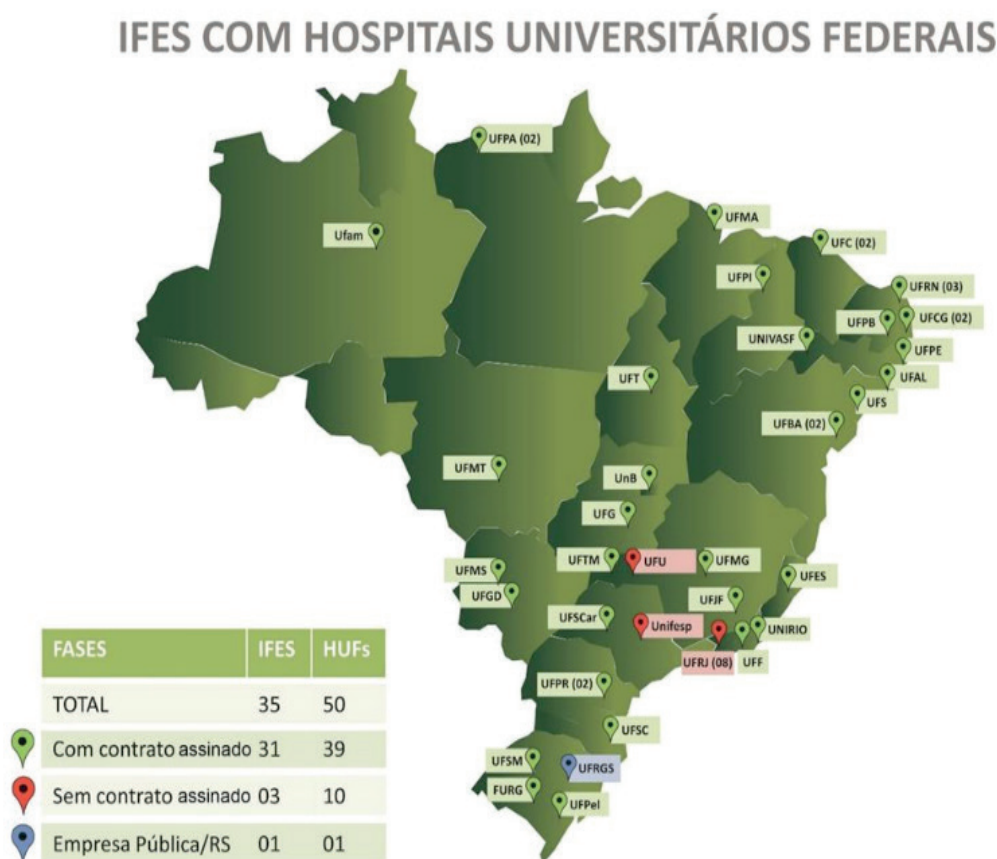 IFES COM HOSPITAIS UNIVERSITÁRIOS FEDERAIS
UFPA (02)
UFMA
Ufam
UFC (02)
UFPI
UFRN (03)
UFPB
UFCG (02)
UNIVASF
UFPE
UFT
UFAL
UFS
UFBA (02)
UFMT
UnB
UFG
UFTM
UFU
UFMG
UFMS
UFES
UFGD
UFJF
UFSCar
Unifesp
UNIRIO
UFRJ (08)
UFF
UFPR (02)
UFSC
UFSM
UFRGS
FURG
UFPel
FASES IFES HUFs
TOTAL 35 50
Com contrato assinado 31 39
Sem contrato assinado 03 10
Empresa Pública/RS 01 01